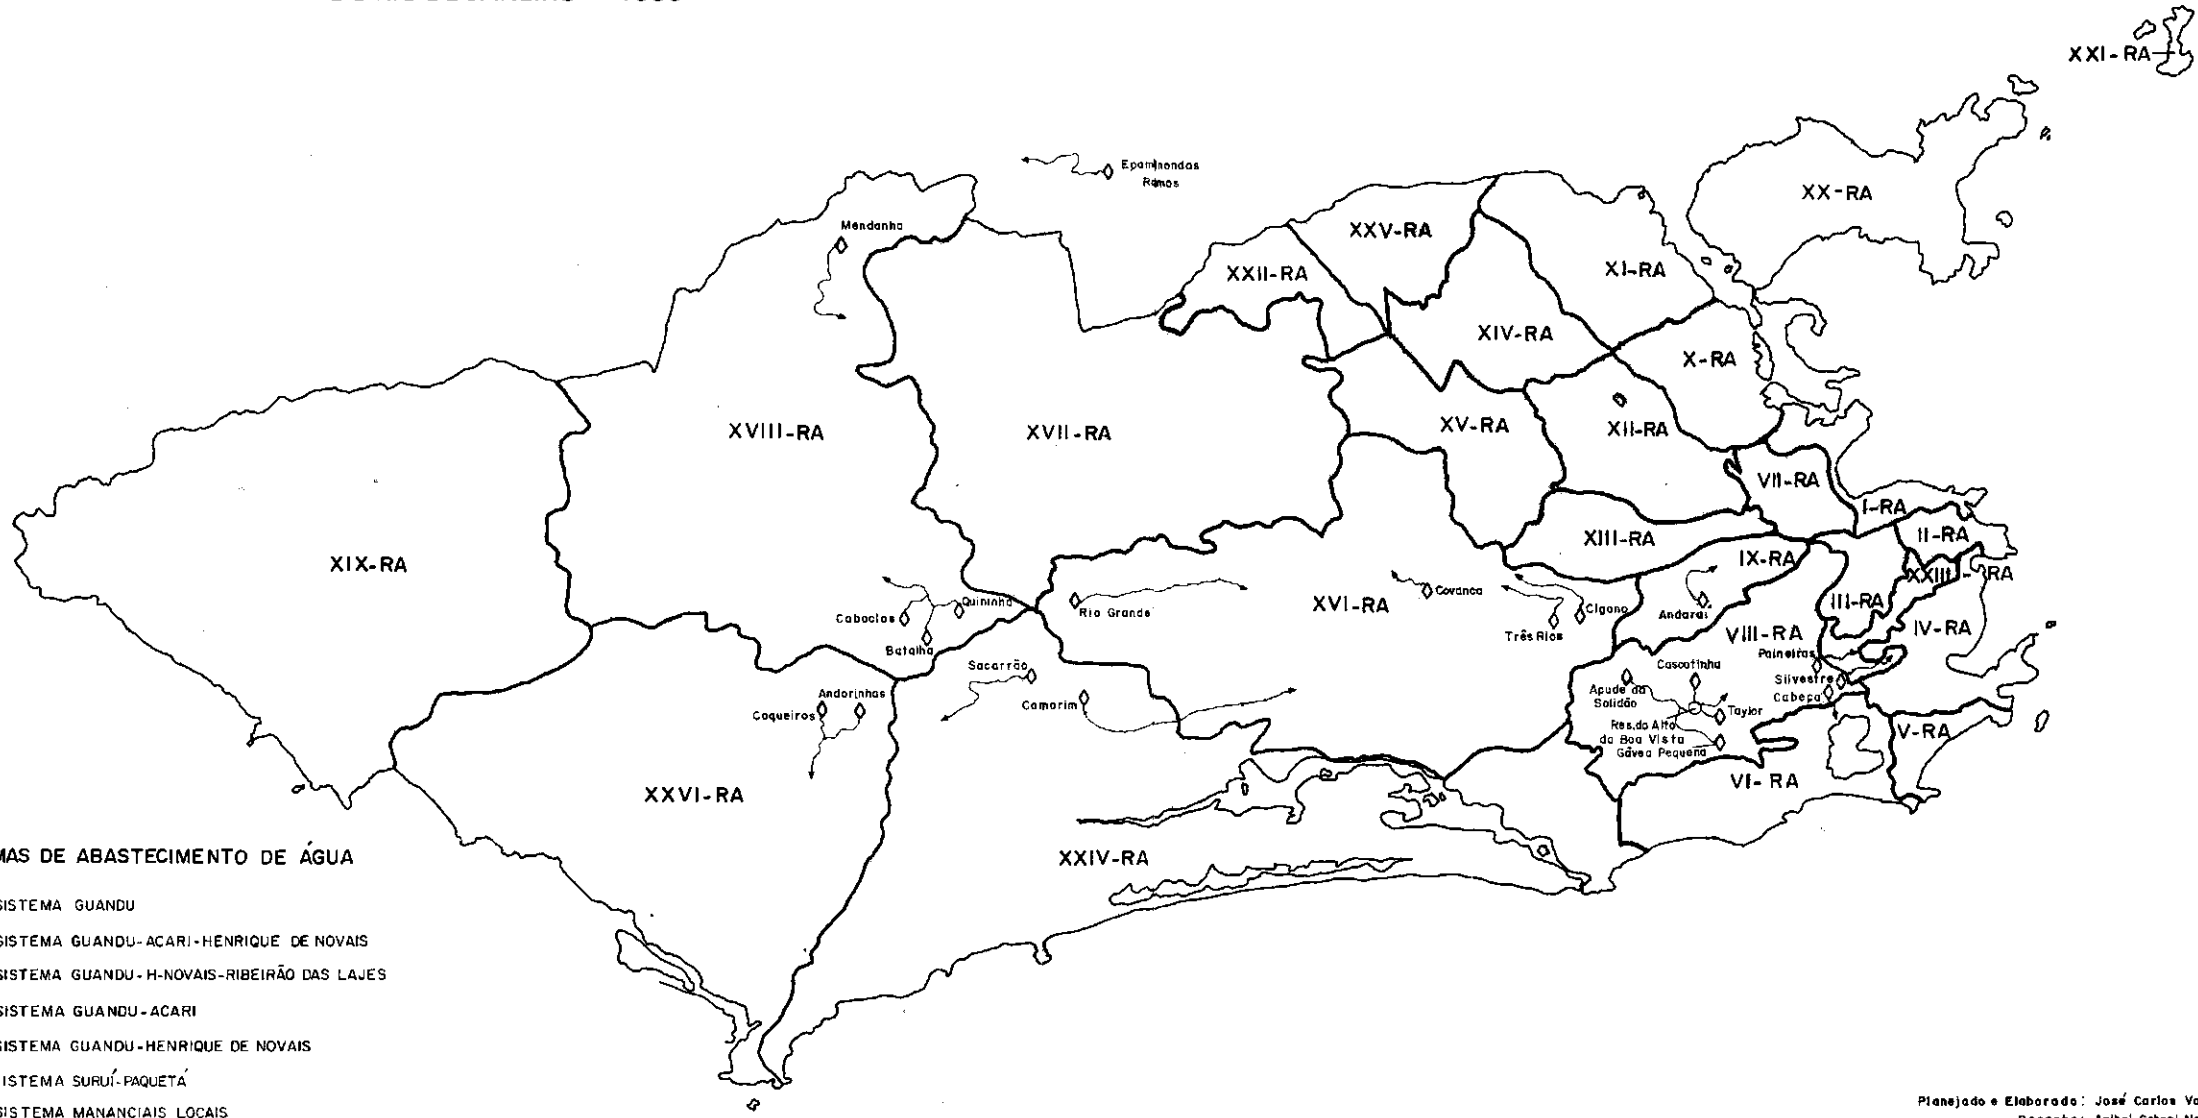 XXI-RA
Epaminondas
Ramos
XX-RA
Mendanha
XXV-RA
XXII-RA
XI-RA
XIV-RA
X-RA
XVIII-RA
XVII-RA
XV-RA
XII-RA
VII-RA
I-RA
II-RA
XIII-RA
IX-RA
XIX-RA
XXIII-RA
Quininha
Caboclos
Batalha
Rio Grande
XVI-RA
Covanca
Cigano
Três Rios
Andaraí
III-RA
VIII-RA
IV-RA
Paineiras
Sacarrão
Cascatinha
Silvestre
Cabeça
Andorinhas
Coqueiros
Camorim
Apude da
Solidão
Taylor
Res. do Alto
da Boa Vista
Gávea Pequena
V-RA
VI-RA
XXVI-RA
XXIV-RA
MAS DE ABASTECIMENTO DE ÁGUA
SISTEMA GUANDU
SISTEMA GUANDU-ACARI-HENRIQUE DE NOVAIS
SISTEMA GUANDU-H-NOVAIS-RIBEIRÃO DAS LAJES
SISTEMA GUANDU-ACARI
SISTEMA GUANDU-HENRIQUE DE NOVAIS
SISTEMA SURUÍ-PAQUETÁ
SISTEMA MANANCIAIS LOCAIS
Planejado e Elaborado: José Carlos